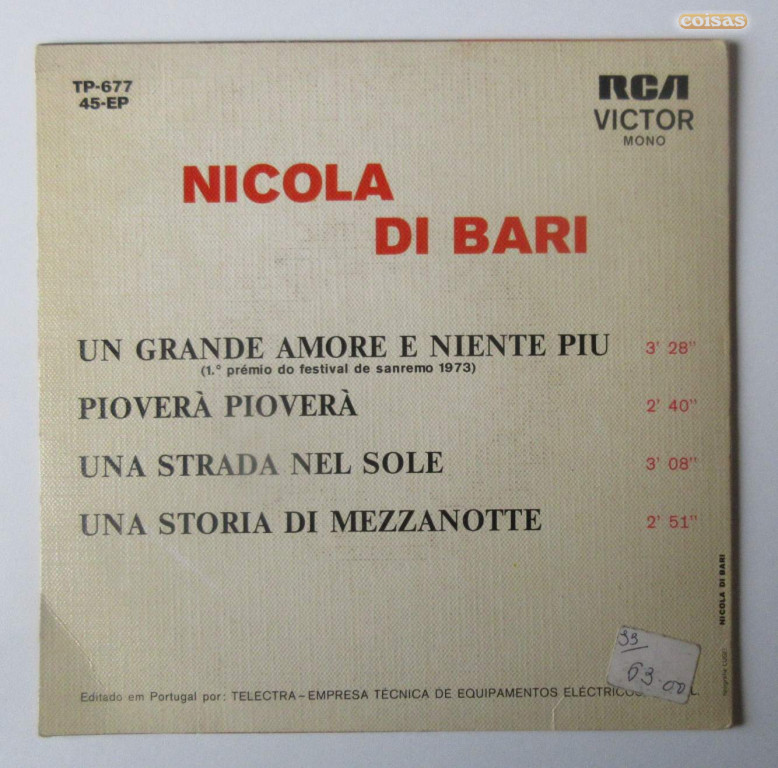 coisas
TP-677
45-EP
RCA
VICTOR
MONO
NICOLA
DI BARI
UN GRANDE AMORE E NIENTE PIU 3' 28"
(1.º prémio do festival de sanremo 1973)
PIOVERÀ PIOVERÀ 2' 40"
UNA STRADA NEL SOLE 3' 08"
UNA STORIA DI MEZZANOTTE 2' 51"
NICOLA DI BARI
33
63.00
Editado em Portugal por: TELECTRA – EMPRESA TÉCNICA DE EQUIPAMENTOS ELÉCTRICOS L.